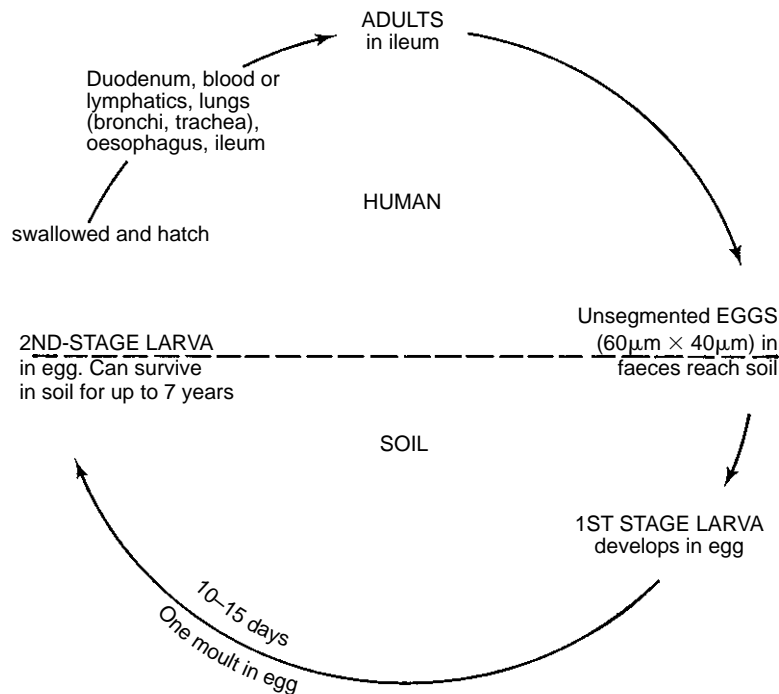 ADULTS
in ileum
Duodenum, blood or
lymphatics, lungs
(bronchi, trachea),
oesophagus, ileum
HUMAN
swallowed and hatch
Unsegmented EGGS
(60μm × 40μm) in
faeces reach soil
2ND-STAGE LARVA
in egg. Can survive
in soil for up to 7 years
SOIL
1ST STAGE LARVA
develops in egg
10–15 days
One moult in egg